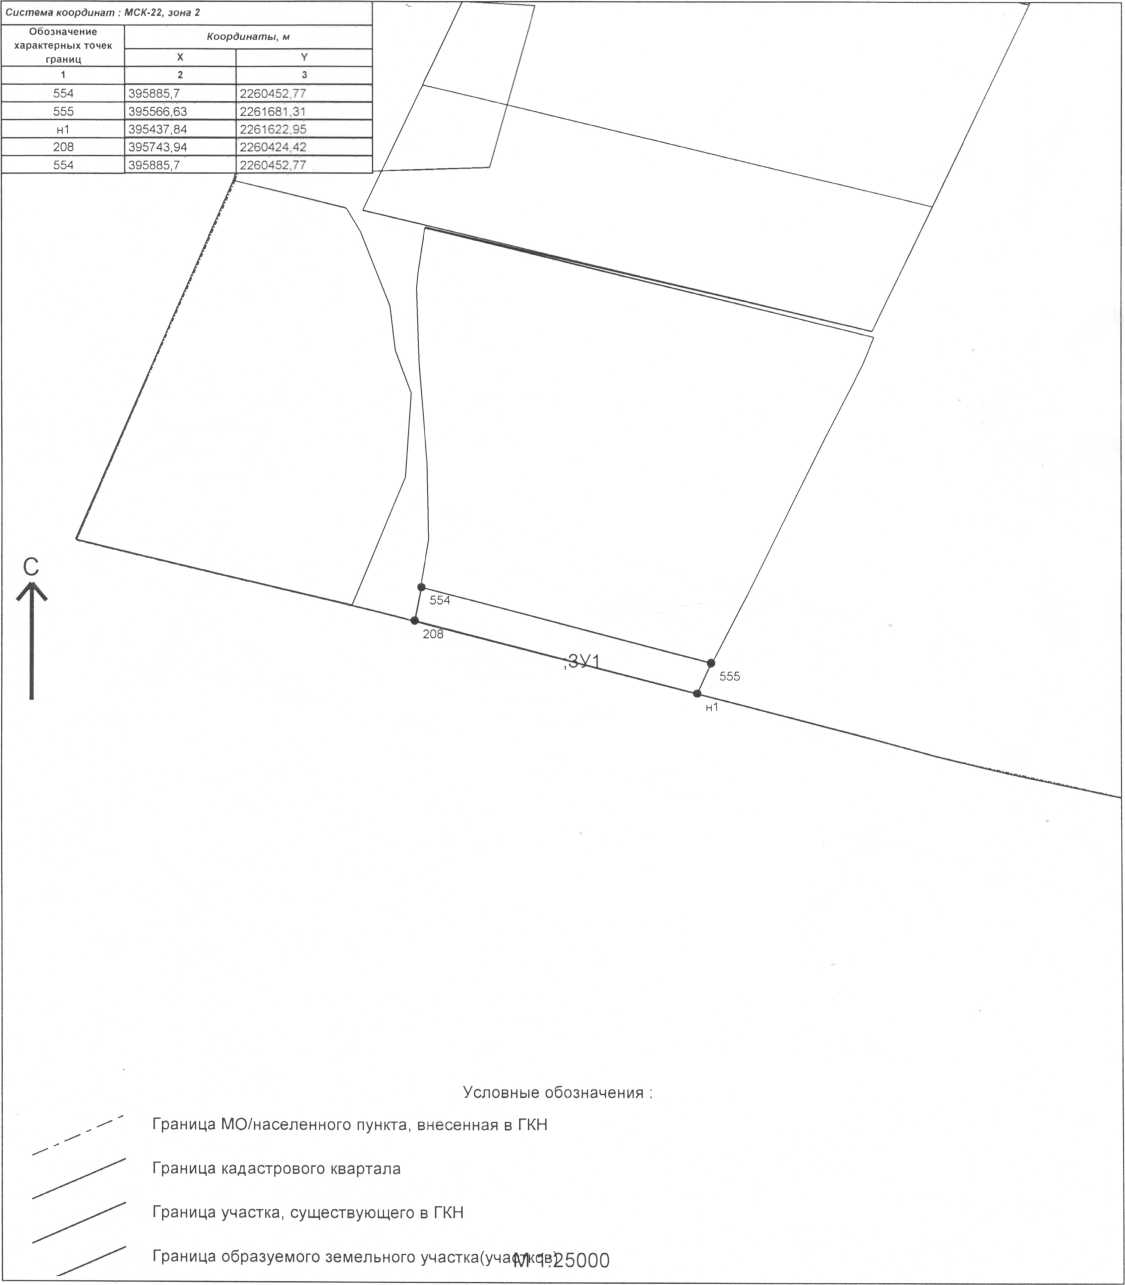 Система координат : МСК-22, зона 2
Обозначение характерных точек границ
Координаты, м
X Y
1 2 3
554 395885,7 2260452,77
555 395566,63 2261681,31
н1 395437,84 2261622,95
208 395743,94 2260424,42
554 395885,7 2260452,77
С
554
208
:ЗУ1
555
н1
Условные обозначения :
Граница МО/населенного пункта, внесенная в ГКН
Граница кадастрового квартала
Граница участка, существующего в ГКН
Граница образуемого земельного участка(участков)
М 1:25000